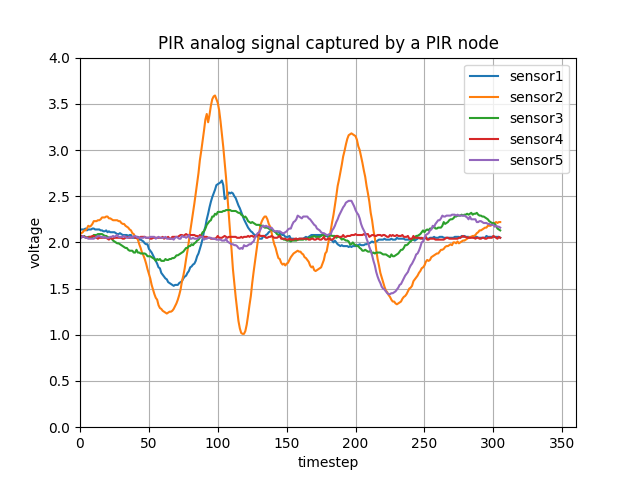 PIR analog signal captured by a PIR node
4.0
3.5
3.0
2.5
2.0
1.5
1.0
0.5
0.0
voltage
0 50 100 150 200 250 300 350
timestep
sensor1
sensor2
sensor3
sensor4
sensor5